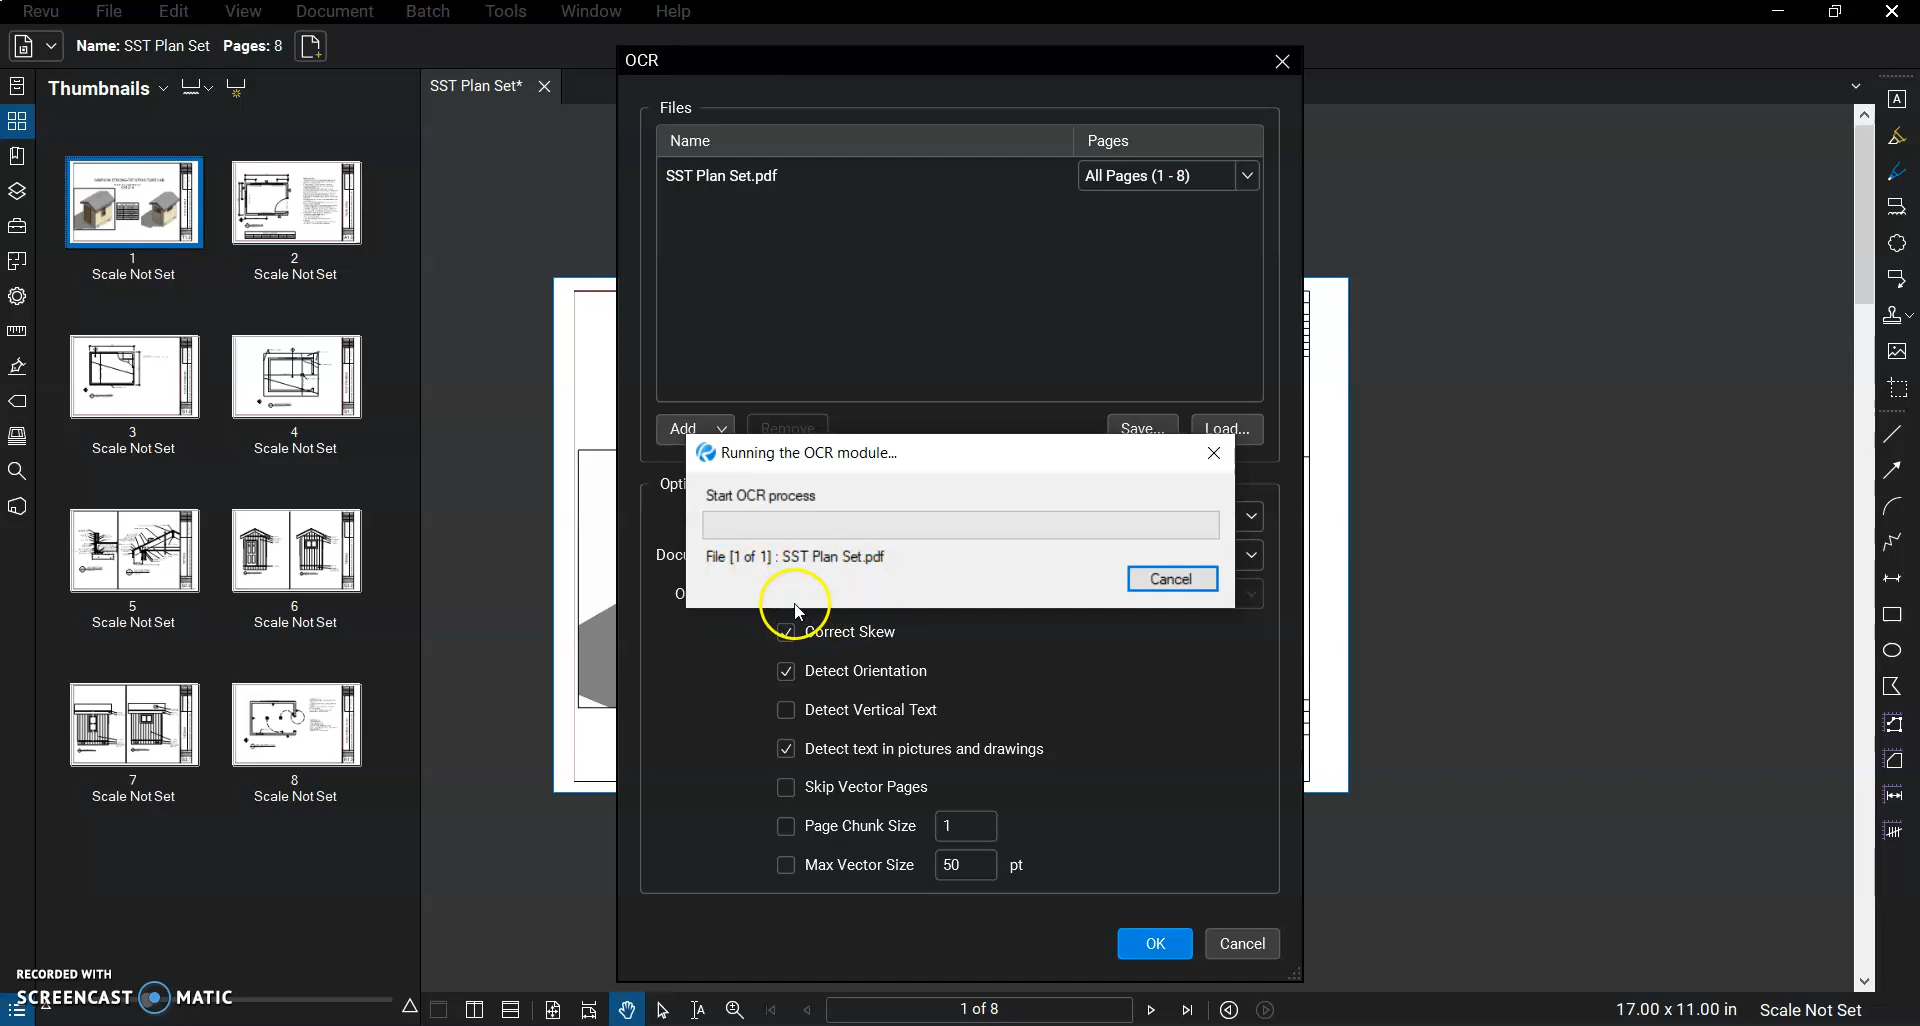 Revu File Edit View Document Batch Tools Window Help
Name: SST Plan Set Pages: 8
Thumbnails
SST Plan Set*
1
Scale Not Set
2
Scale Not Set
3
Scale Not Set
4
Scale Not Set
5
Scale Not Set
6
Scale Not Set
7
Scale Not Set
8
Scale Not Set
OCR
Files
Name Pages
SST Plan Set.pdf All Pages (1 - 8)
Add Remove Save... Load...
Opti
Docu
O
Running the OCR module...
Start OCR process
File [1 of 1] : SST Plan Set.pdf
Cancel
Correct Skew
Detect Orientation
Detect Vertical Text
Detect text in pictures and drawings
Skip Vector Pages
Page Chunk Size 1
Max Vector Size 50 pt
OK Cancel
RECORDED WITH
SCREENCAST MATIC
1 of 8
17.00 x 11.00 in Scale Not Set